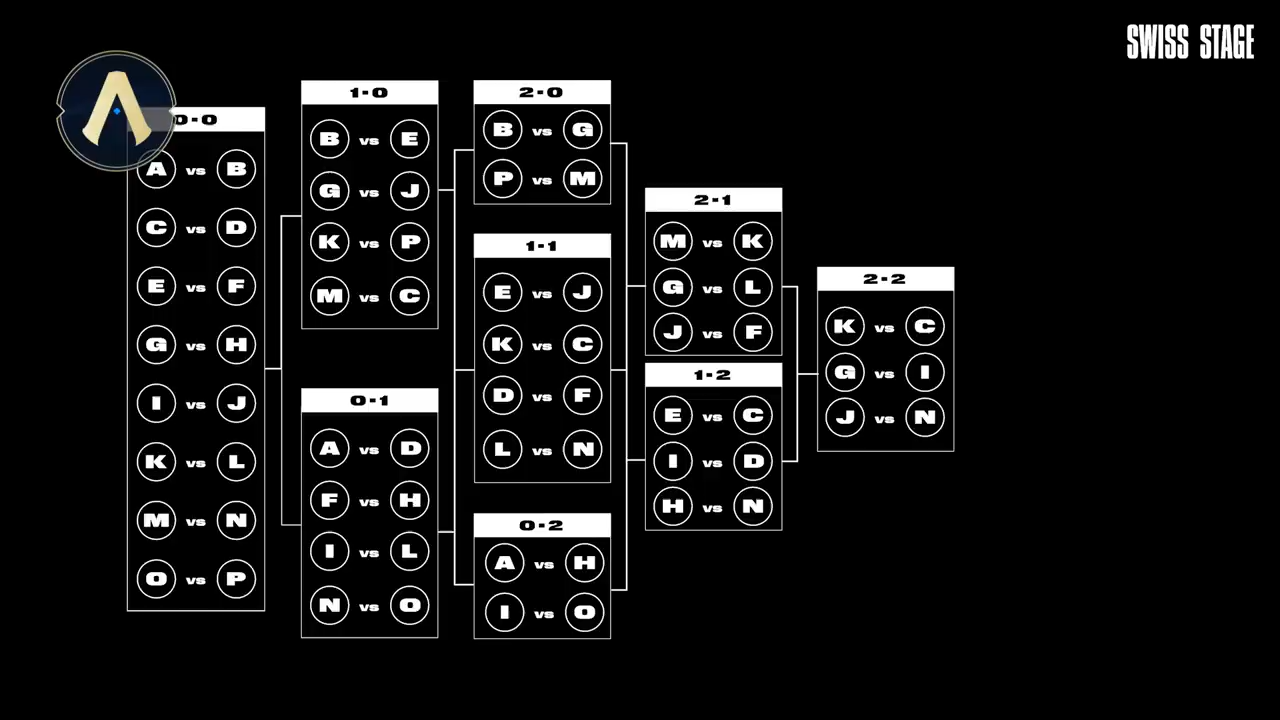 SWISS STAGE
0-0
A vs B
C vs D
E vs F
G vs H
I vs J
K vs L
M vs N
O vs P
1-0
B vs E
G vs J
K vs P
M vs C
0-1
A vs D
F vs H
I vs L
N vs O
2-0
B vs G
P vs M
1-1
E vs J
K vs C
D vs F
L vs N
0-2
A vs H
I vs O
2-1
M vs K
G vs L
J vs F
1-2
E vs C
I vs D
H vs N
2-2
K vs C
G vs I
J vs N